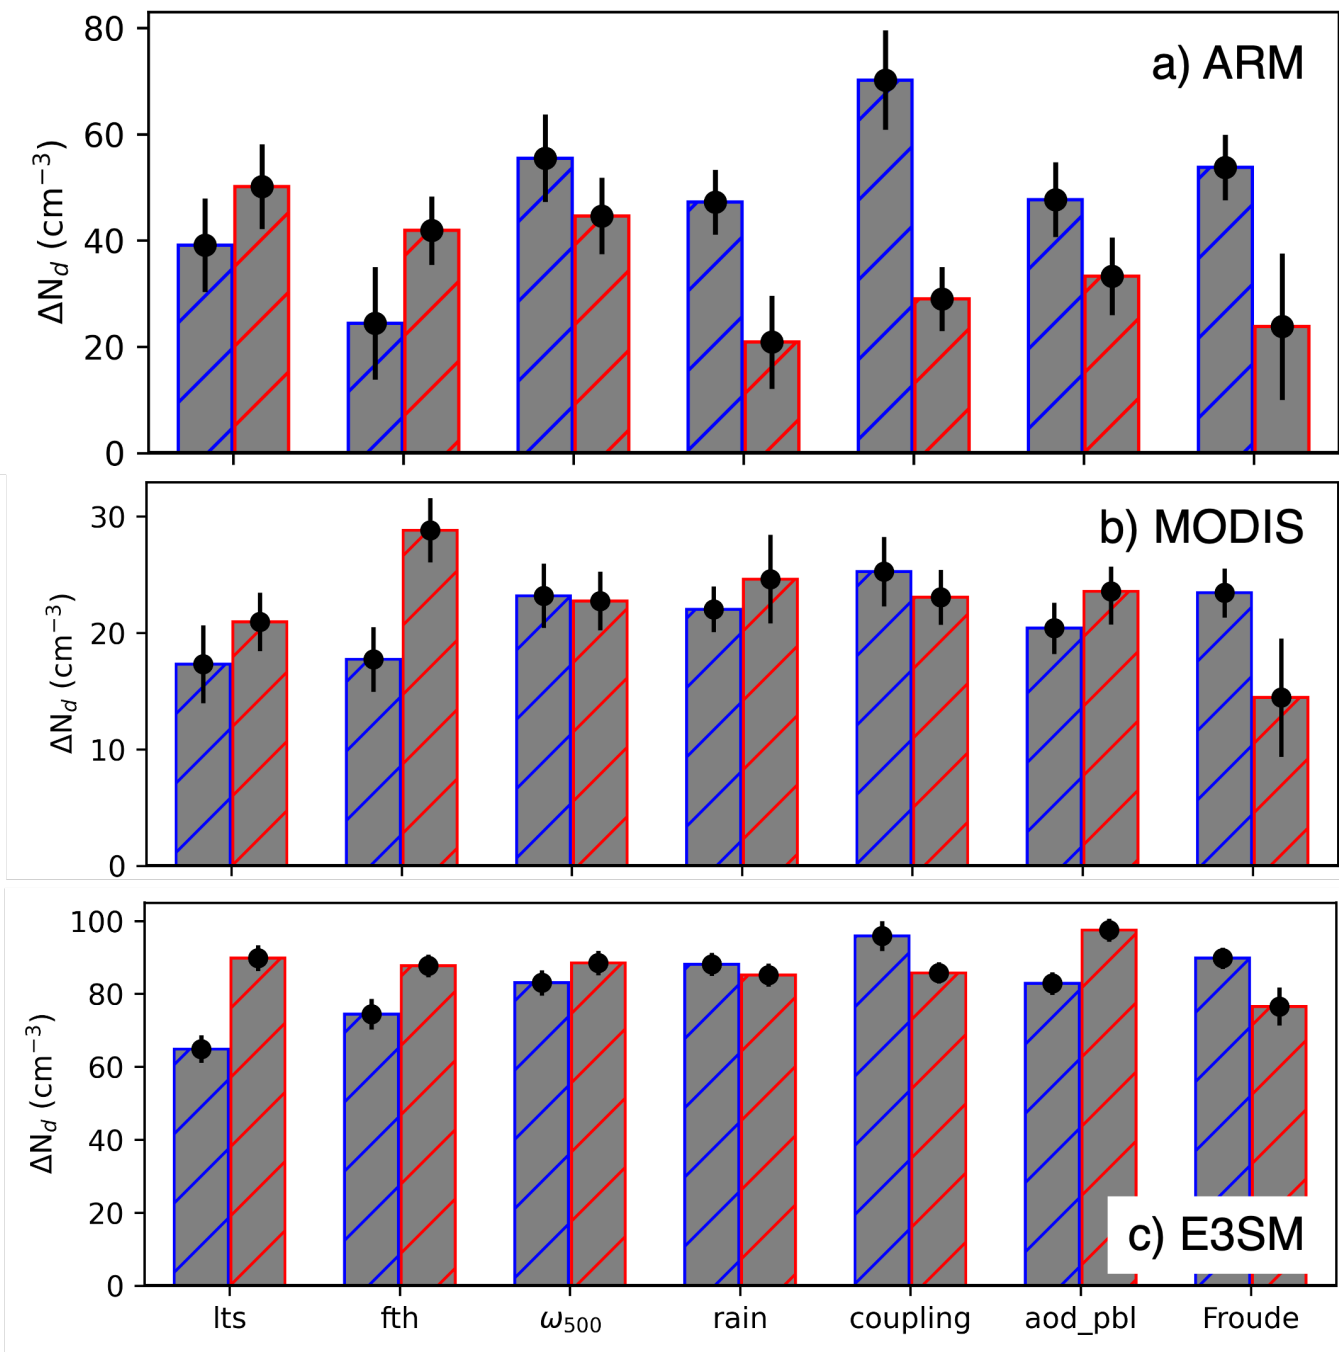 80
60
40
20
0
ΔN_d (cm⁻³)
a) ARM
30
20
10
0
ΔN_d (cm⁻³)
b) MODIS
100
80
60
40
20
0
ΔN_d (cm⁻³)
c) E3SM
lts fth ω₅₀₀ rain coupling aod_pbl Froude